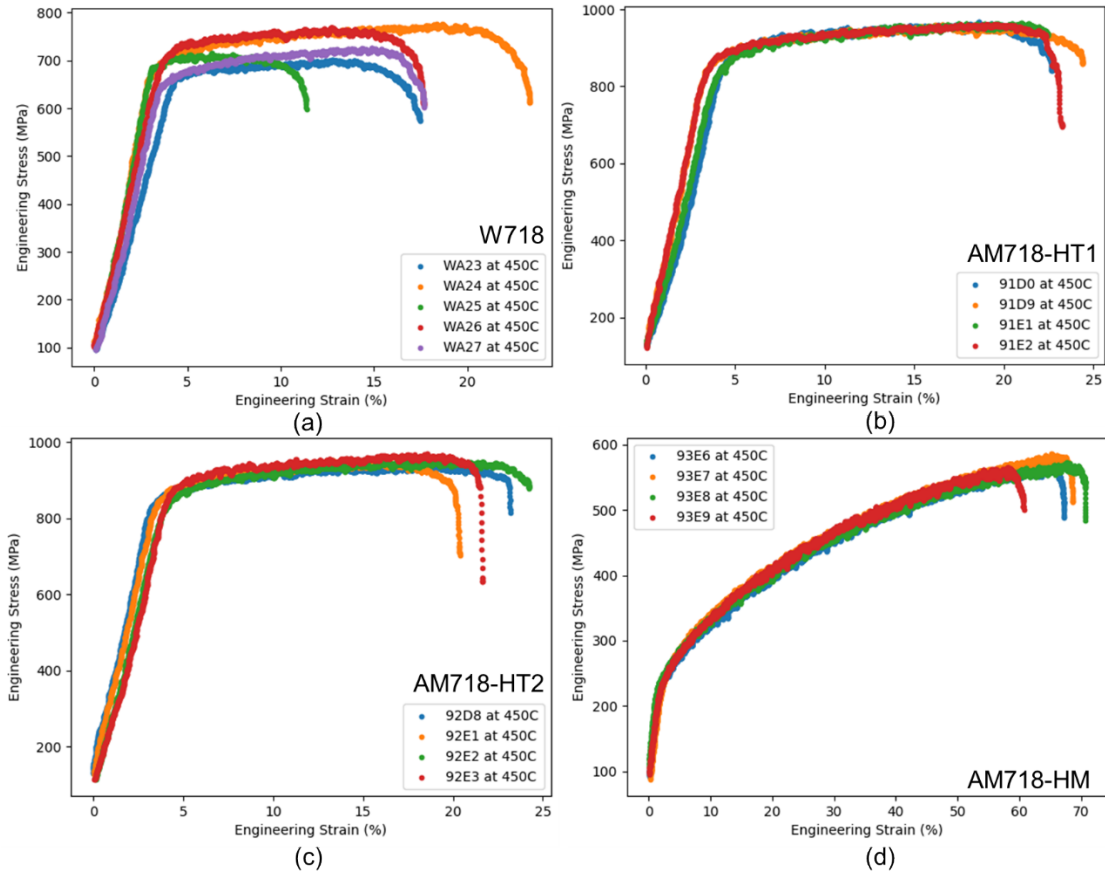 800
700
600
500
400
300
200
100
Engineering Stress (MPa)
W718
WA23 at 450C
WA24 at 450C
WA25 at 450C
WA26 at 450C
WA27 at 450C
0 5 10 15 20
Engineering Strain (%)
(a)
1000
800
600
400
200
Engineering Stress (MPa)
AM718-HT1
91D0 at 450C
91D9 at 450C
91E1 at 450C
91E2 at 450C
0 5 10 15 20 25
Engineering Strain (%)
(b)
1000
800
600
400
200
Engineering Stress (MPa)
AM718-HT2
92D8 at 450C
92E1 at 450C
92E2 at 450C
92E3 at 450C
0 5 10 15 20 25
Engineering Strain (%)
(c)
600
500
400
300
200
100
Engineering Stress (MPa)
93E6 at 450C
93E7 at 450C
93E8 at 450C
93E9 at 450C
AM718-HM
0 10 20 30 40 50 60 70
Engineering Strain (%)
(d)